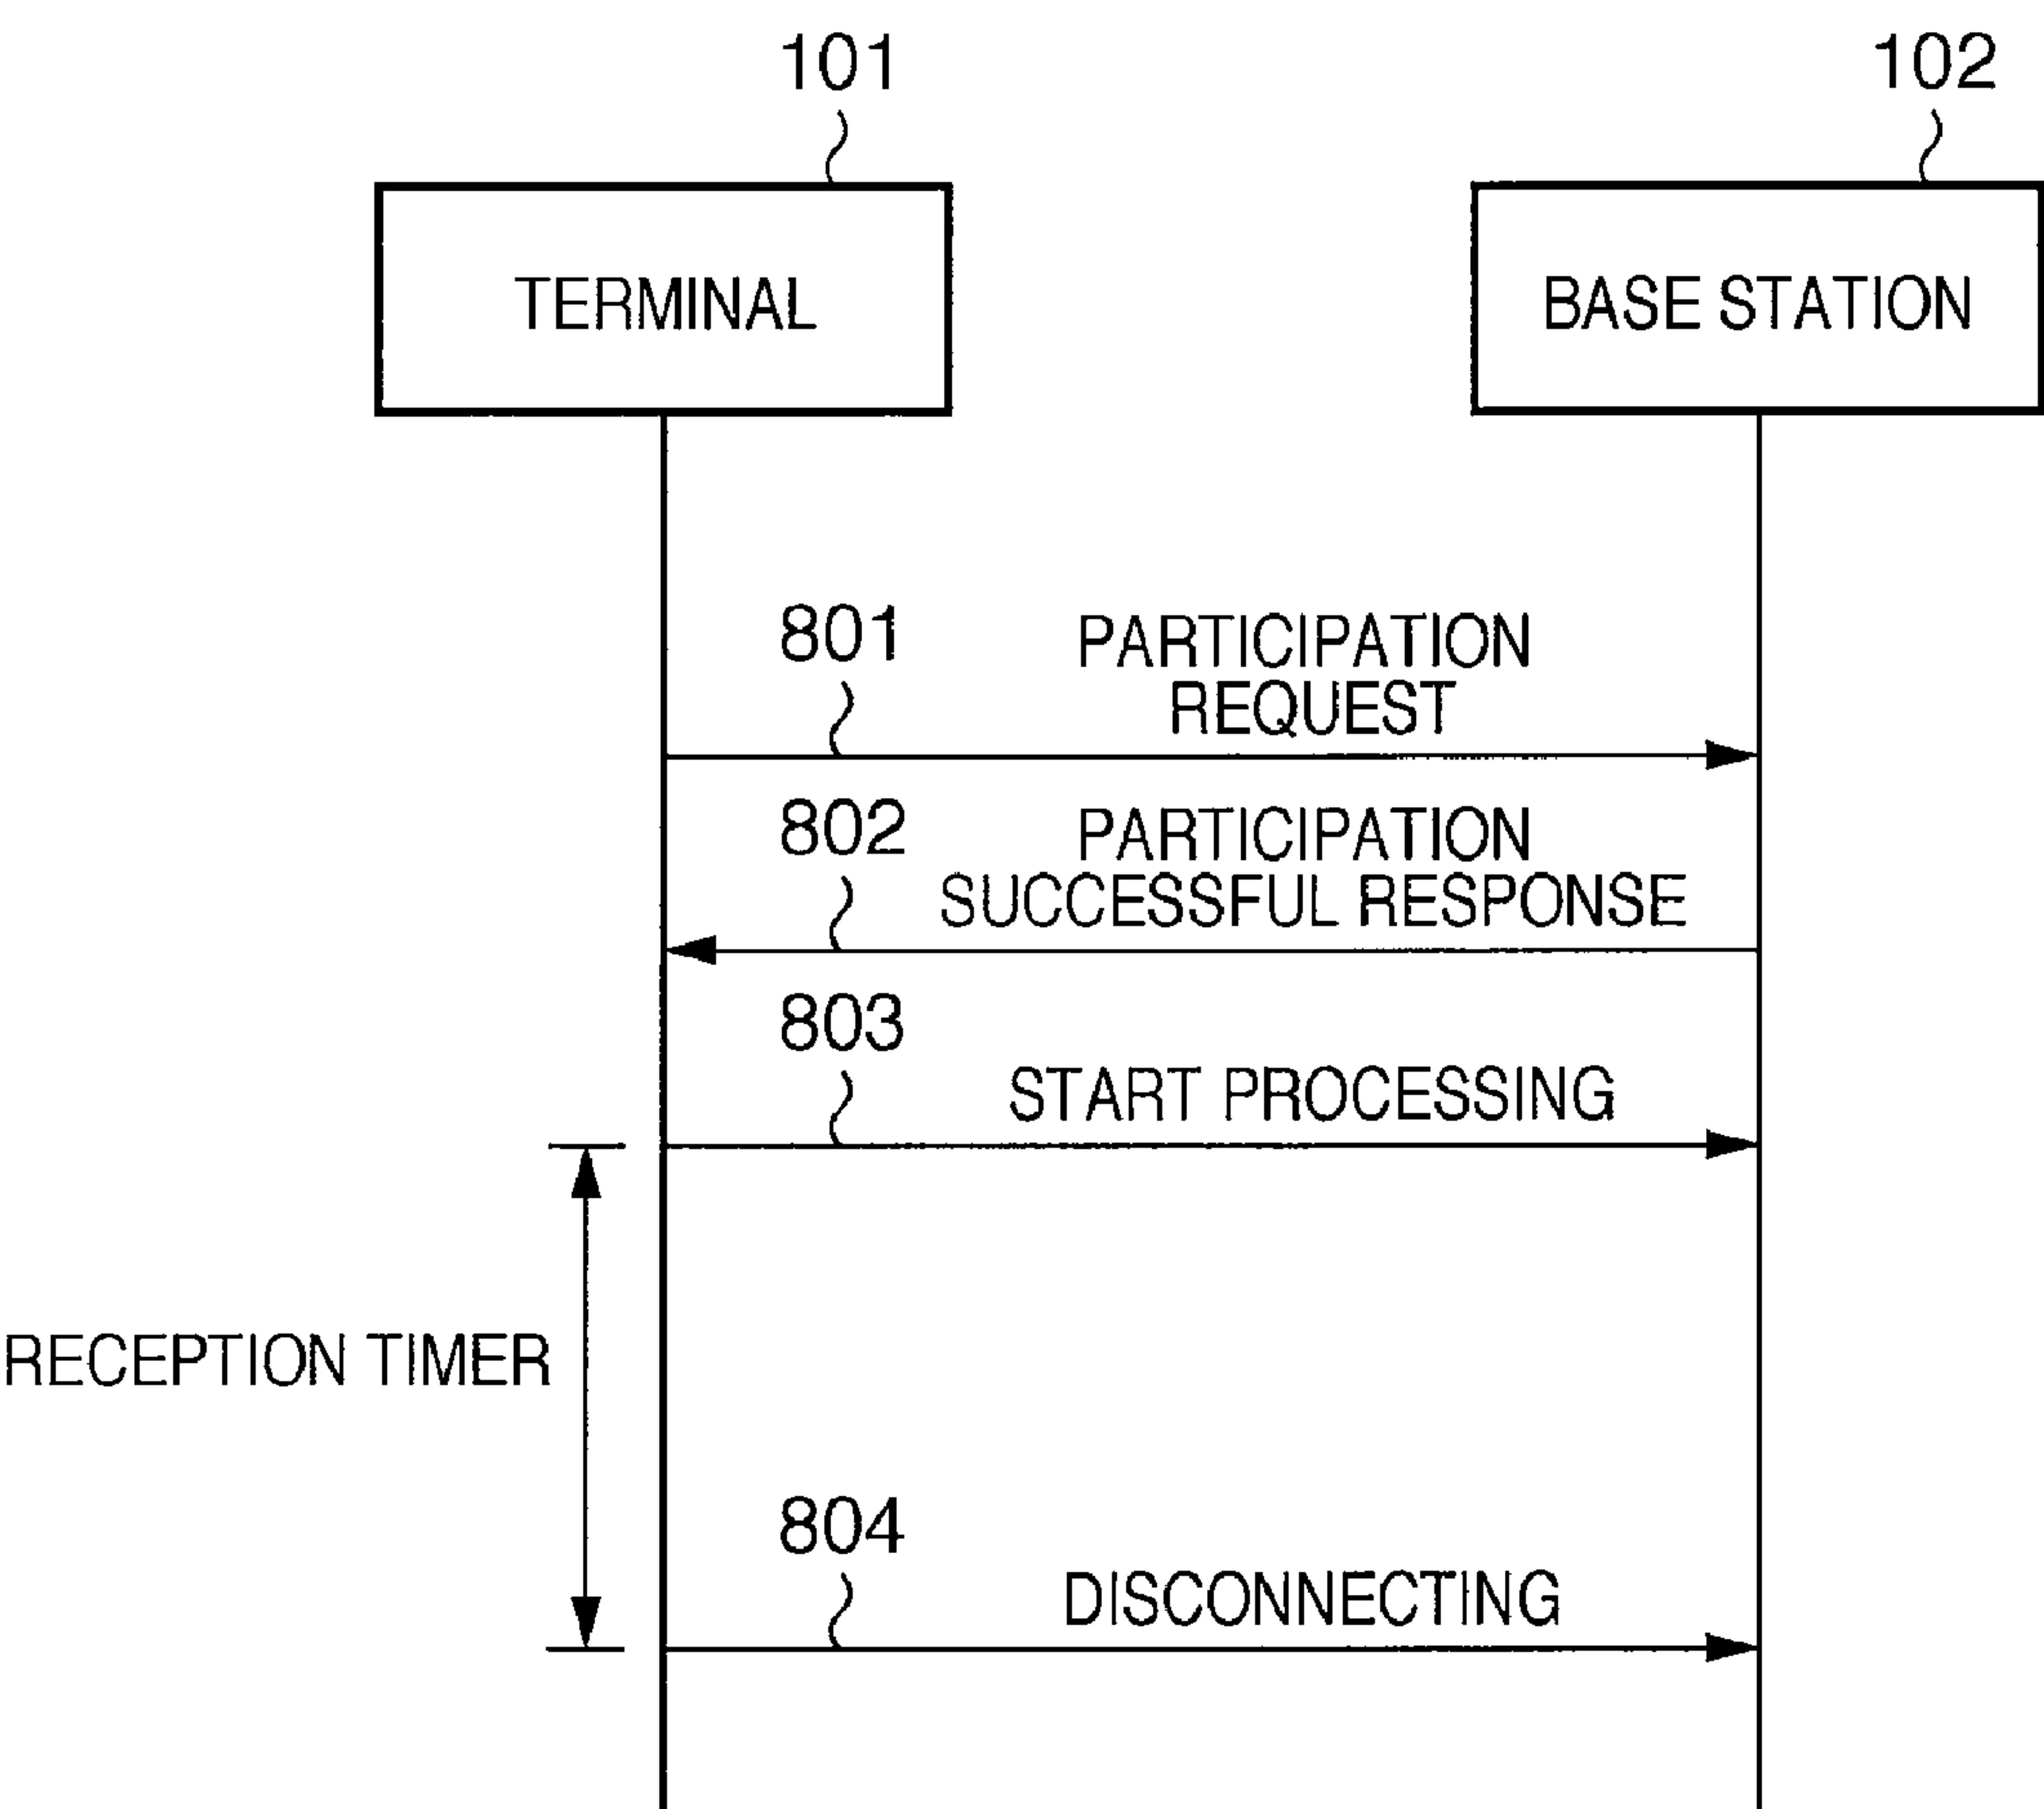 101
102
TERMINAL
BASE STATION
801
PARTICIPATION
REQUEST
802
PARTICIPATION
SUCCESSFUL RESPONSE
803
START PROCESSING
RECEPTION TIMER
804
DISCONNECTING